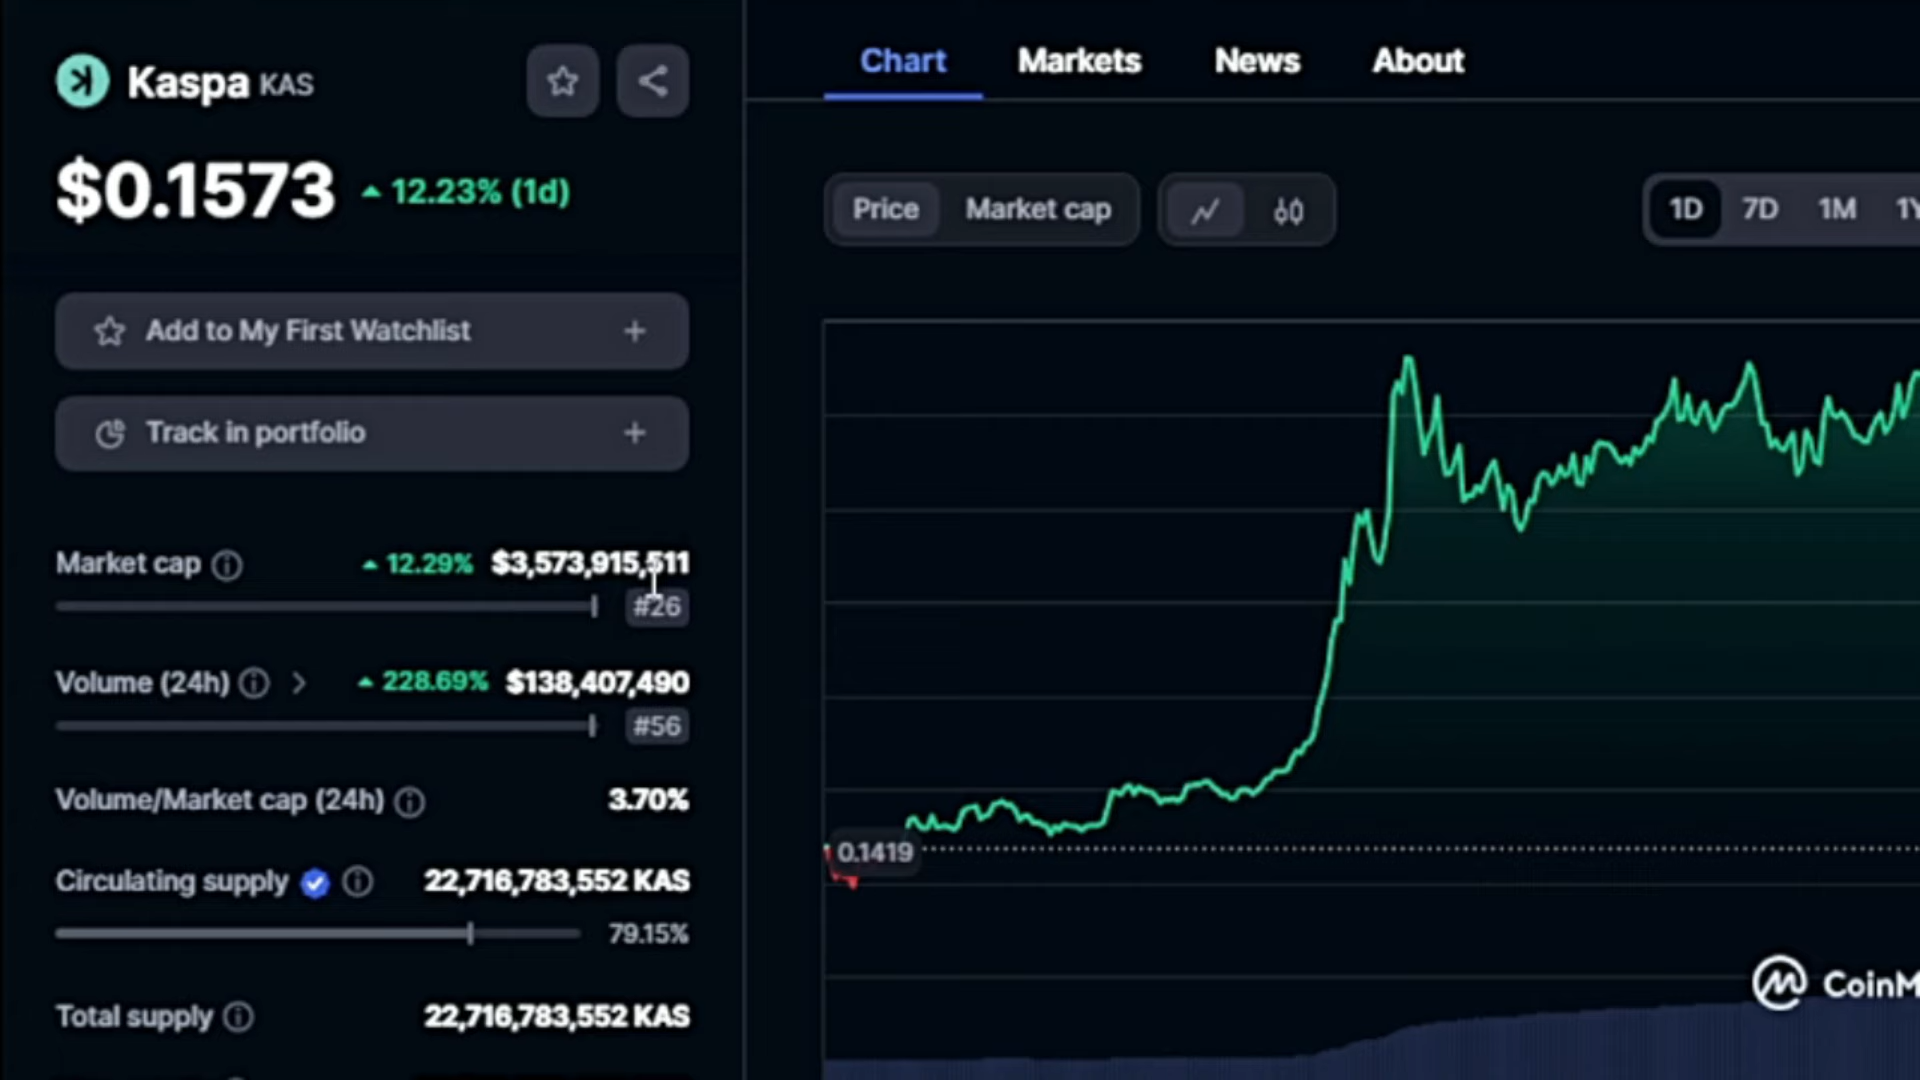 Kaspa KAS
$0.1573 12.23% (1d)
Add to My First Watchlist +
Track in portfolio +
Market cap 12.29% $3,573,915,511
#26
Volume (24h) 228.69% $138,407,490
#56
Volume/Market cap (24h) 3.70%
Circulating supply 22,716,783,552 KAS
79.15%
Total supply 22,716,783,552 KAS
Chart Markets News About
Price Market cap
1D 7D 1M 1Y
0.1419
CoinM